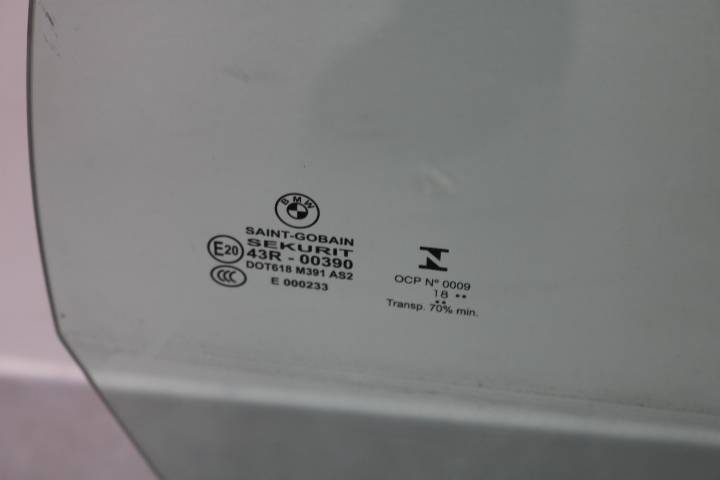 BMW
SAINT-GOBAIN
SEKURIT
E20
43R - 00390
DOT618 M391 AS2
CCC
E 000233
OCP Nº 0009
18 ••
••
Transp. 70% min.